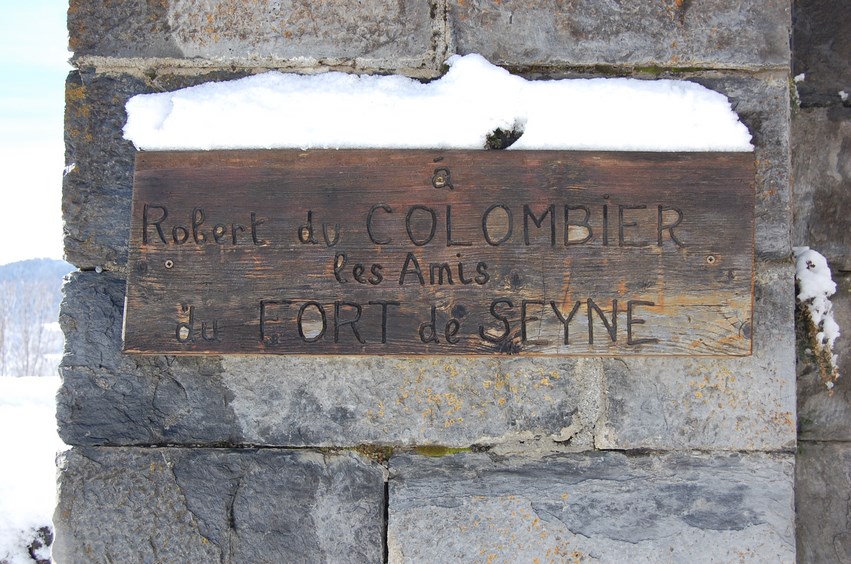 à
Robert du COLOMBIER
les Amis
du FORT de SEYNE